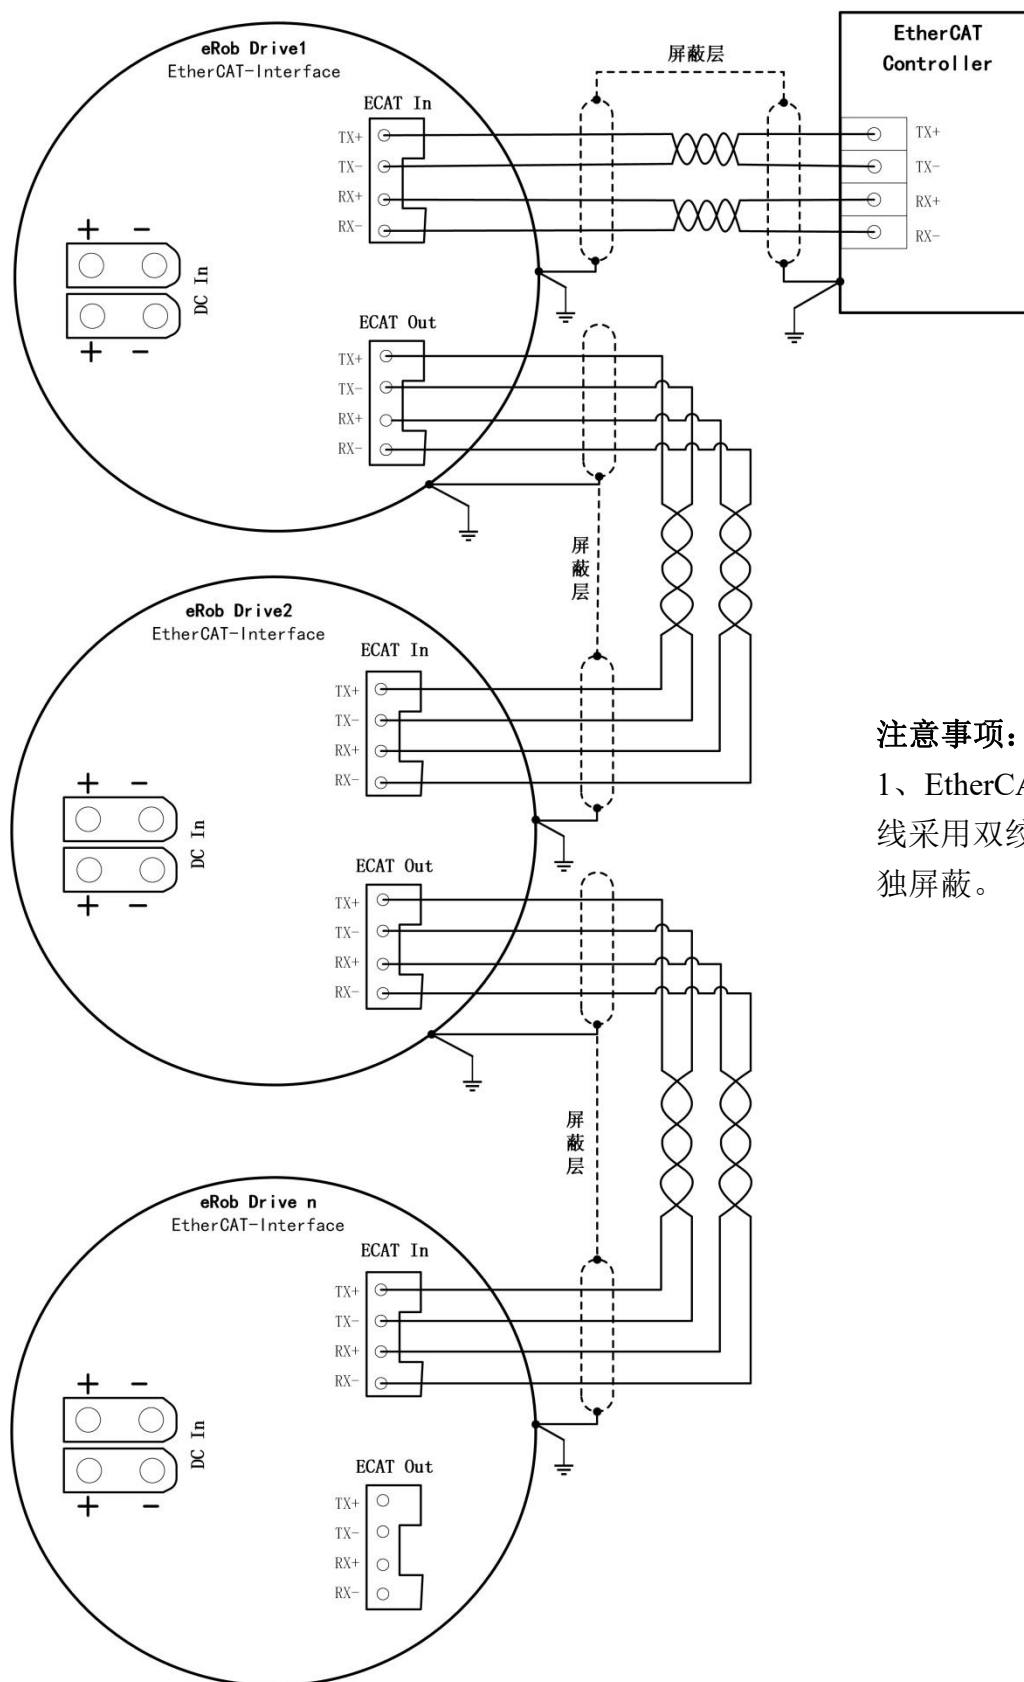 eRob Drive1
EtherCAT-Interface
ECAT In
TX+
TX-
RX+
RX-
+ -
DC In
+ -
ECAT Out
TX+
TX-
RX+
RX-
屏蔽层
EtherCAT
Controller
TX+
TX-
RX+
RX-
屏蔽层
eRob Drive2
EtherCAT-Interface
ECAT In
TX+
TX-
RX+
RX-
+ -
DC In
+ -
ECAT Out
TX+
TX-
RX+
RX-
注意事项：
1、EtherCA
线采用双绞
独屏蔽。
屏蔽层
eRob Drive n
EtherCAT-Interface
ECAT In
TX+
TX-
RX+
RX-
+ -
DC In
+ -
ECAT Out
TX+
TX-
RX+
RX-